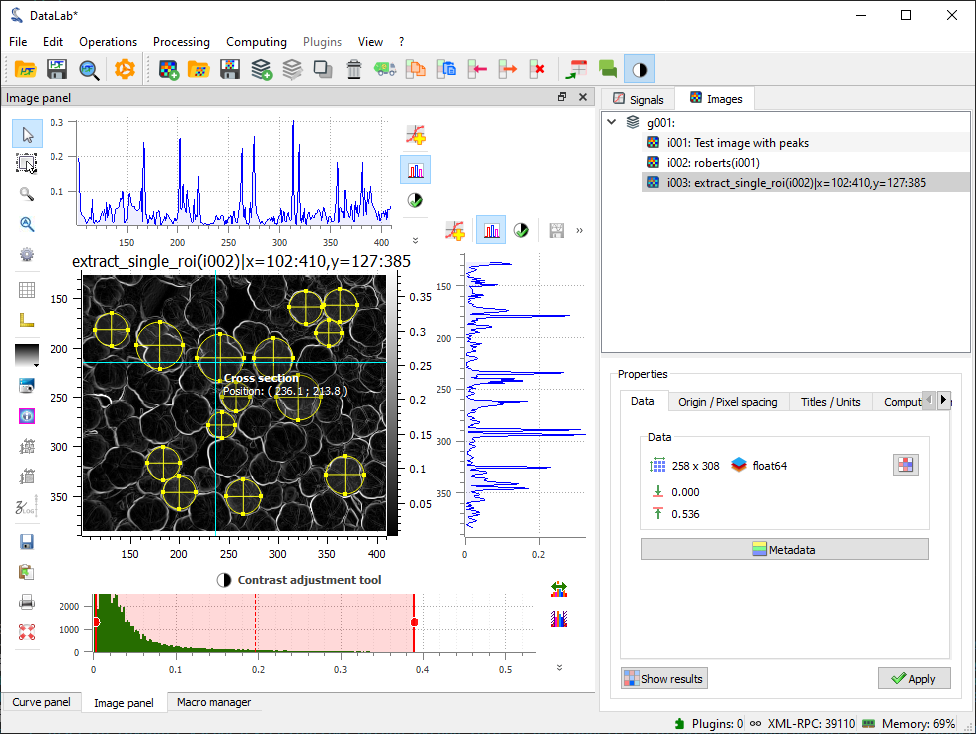 DataLab*
File Edit Operations Processing Computing Plugins View ?
Image panel
0.3
0.2
0.1
150 200 250 300 350 400
extract_single_roi(i002)|x=102:410,y=127:385
150
200
250
300
350
150 200 250 300 350 400
0.35
0.3
0.25
0.2
0.15
0.1
0.05
Cross section
Position: ( 236.1 ; 213.8 )
»
150
200
250
300
350
0 0.2
Contrast adjustment tool
2000
1000
0
0 0.1 0.2 0.3 0.4 0.5
Curve panel Image panel Macro manager
Signals Images
g001:
i001: Test image with peaks
i002: roberts(i001)
i003: extract_single_roi(i002)|x=102:410,y=127:385
Properties
Data Origin / Pixel spacing Titles / Units Comput
Data
258 x 308 float64
0.000
0.536
Metadata
Show results Apply
Plugins: 0 XML-RPC: 39110 Memory: 69%